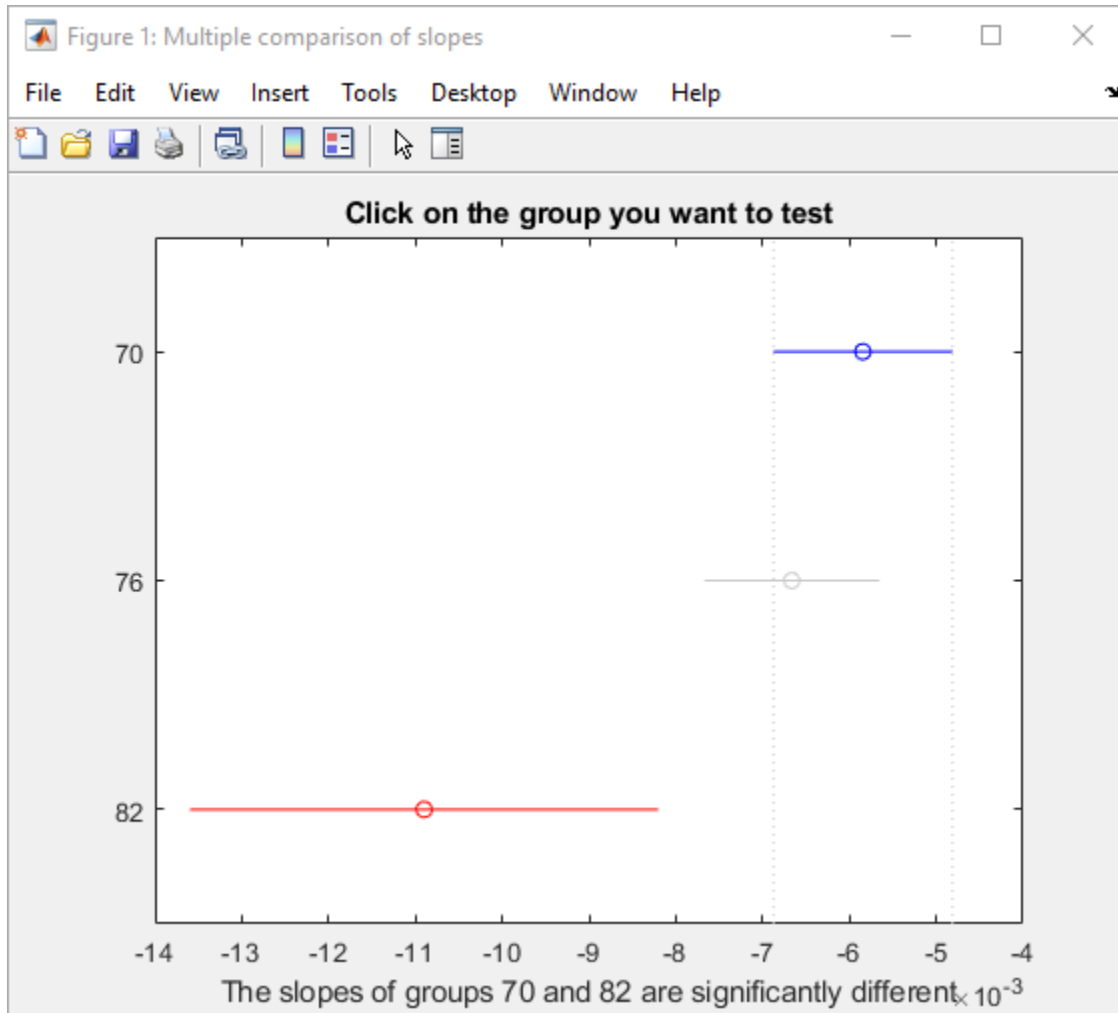 Figure 1: Multiple comparison of slopes
File Edit View Insert Tools Desktop Window Help
Click on the group you want to test
70
76
82
-14 -13 -12 -11 -10 -9 -8 -7 -6 -5 -4
The slopes of groups 70 and 82 are significantly different × 10⁻³